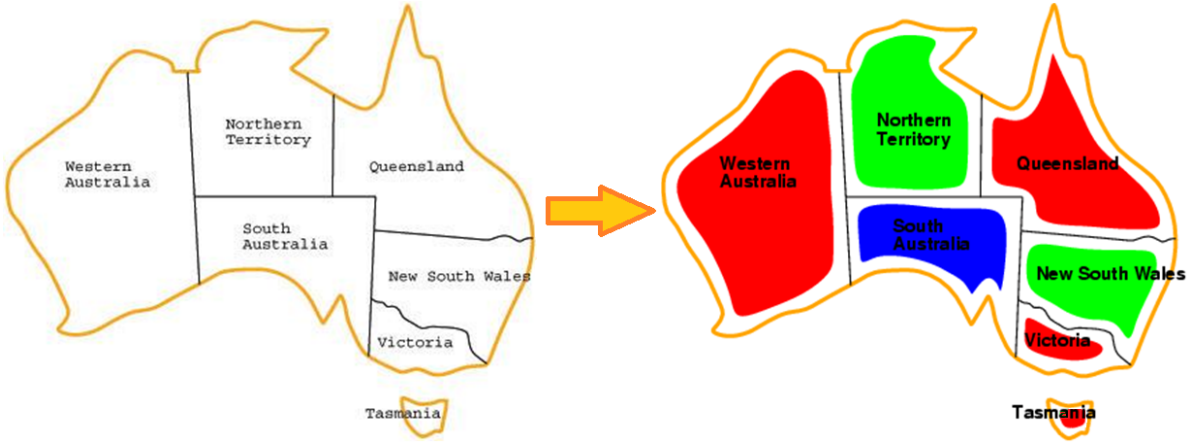 Northern
Territory
Western
Australia
Queensland
South
Australia
New South Wales
Victoria
Tasmania
Northern
Territory
Western
Australia
Queensland
South
Australia
New South Wales
Victoria
Tasmania